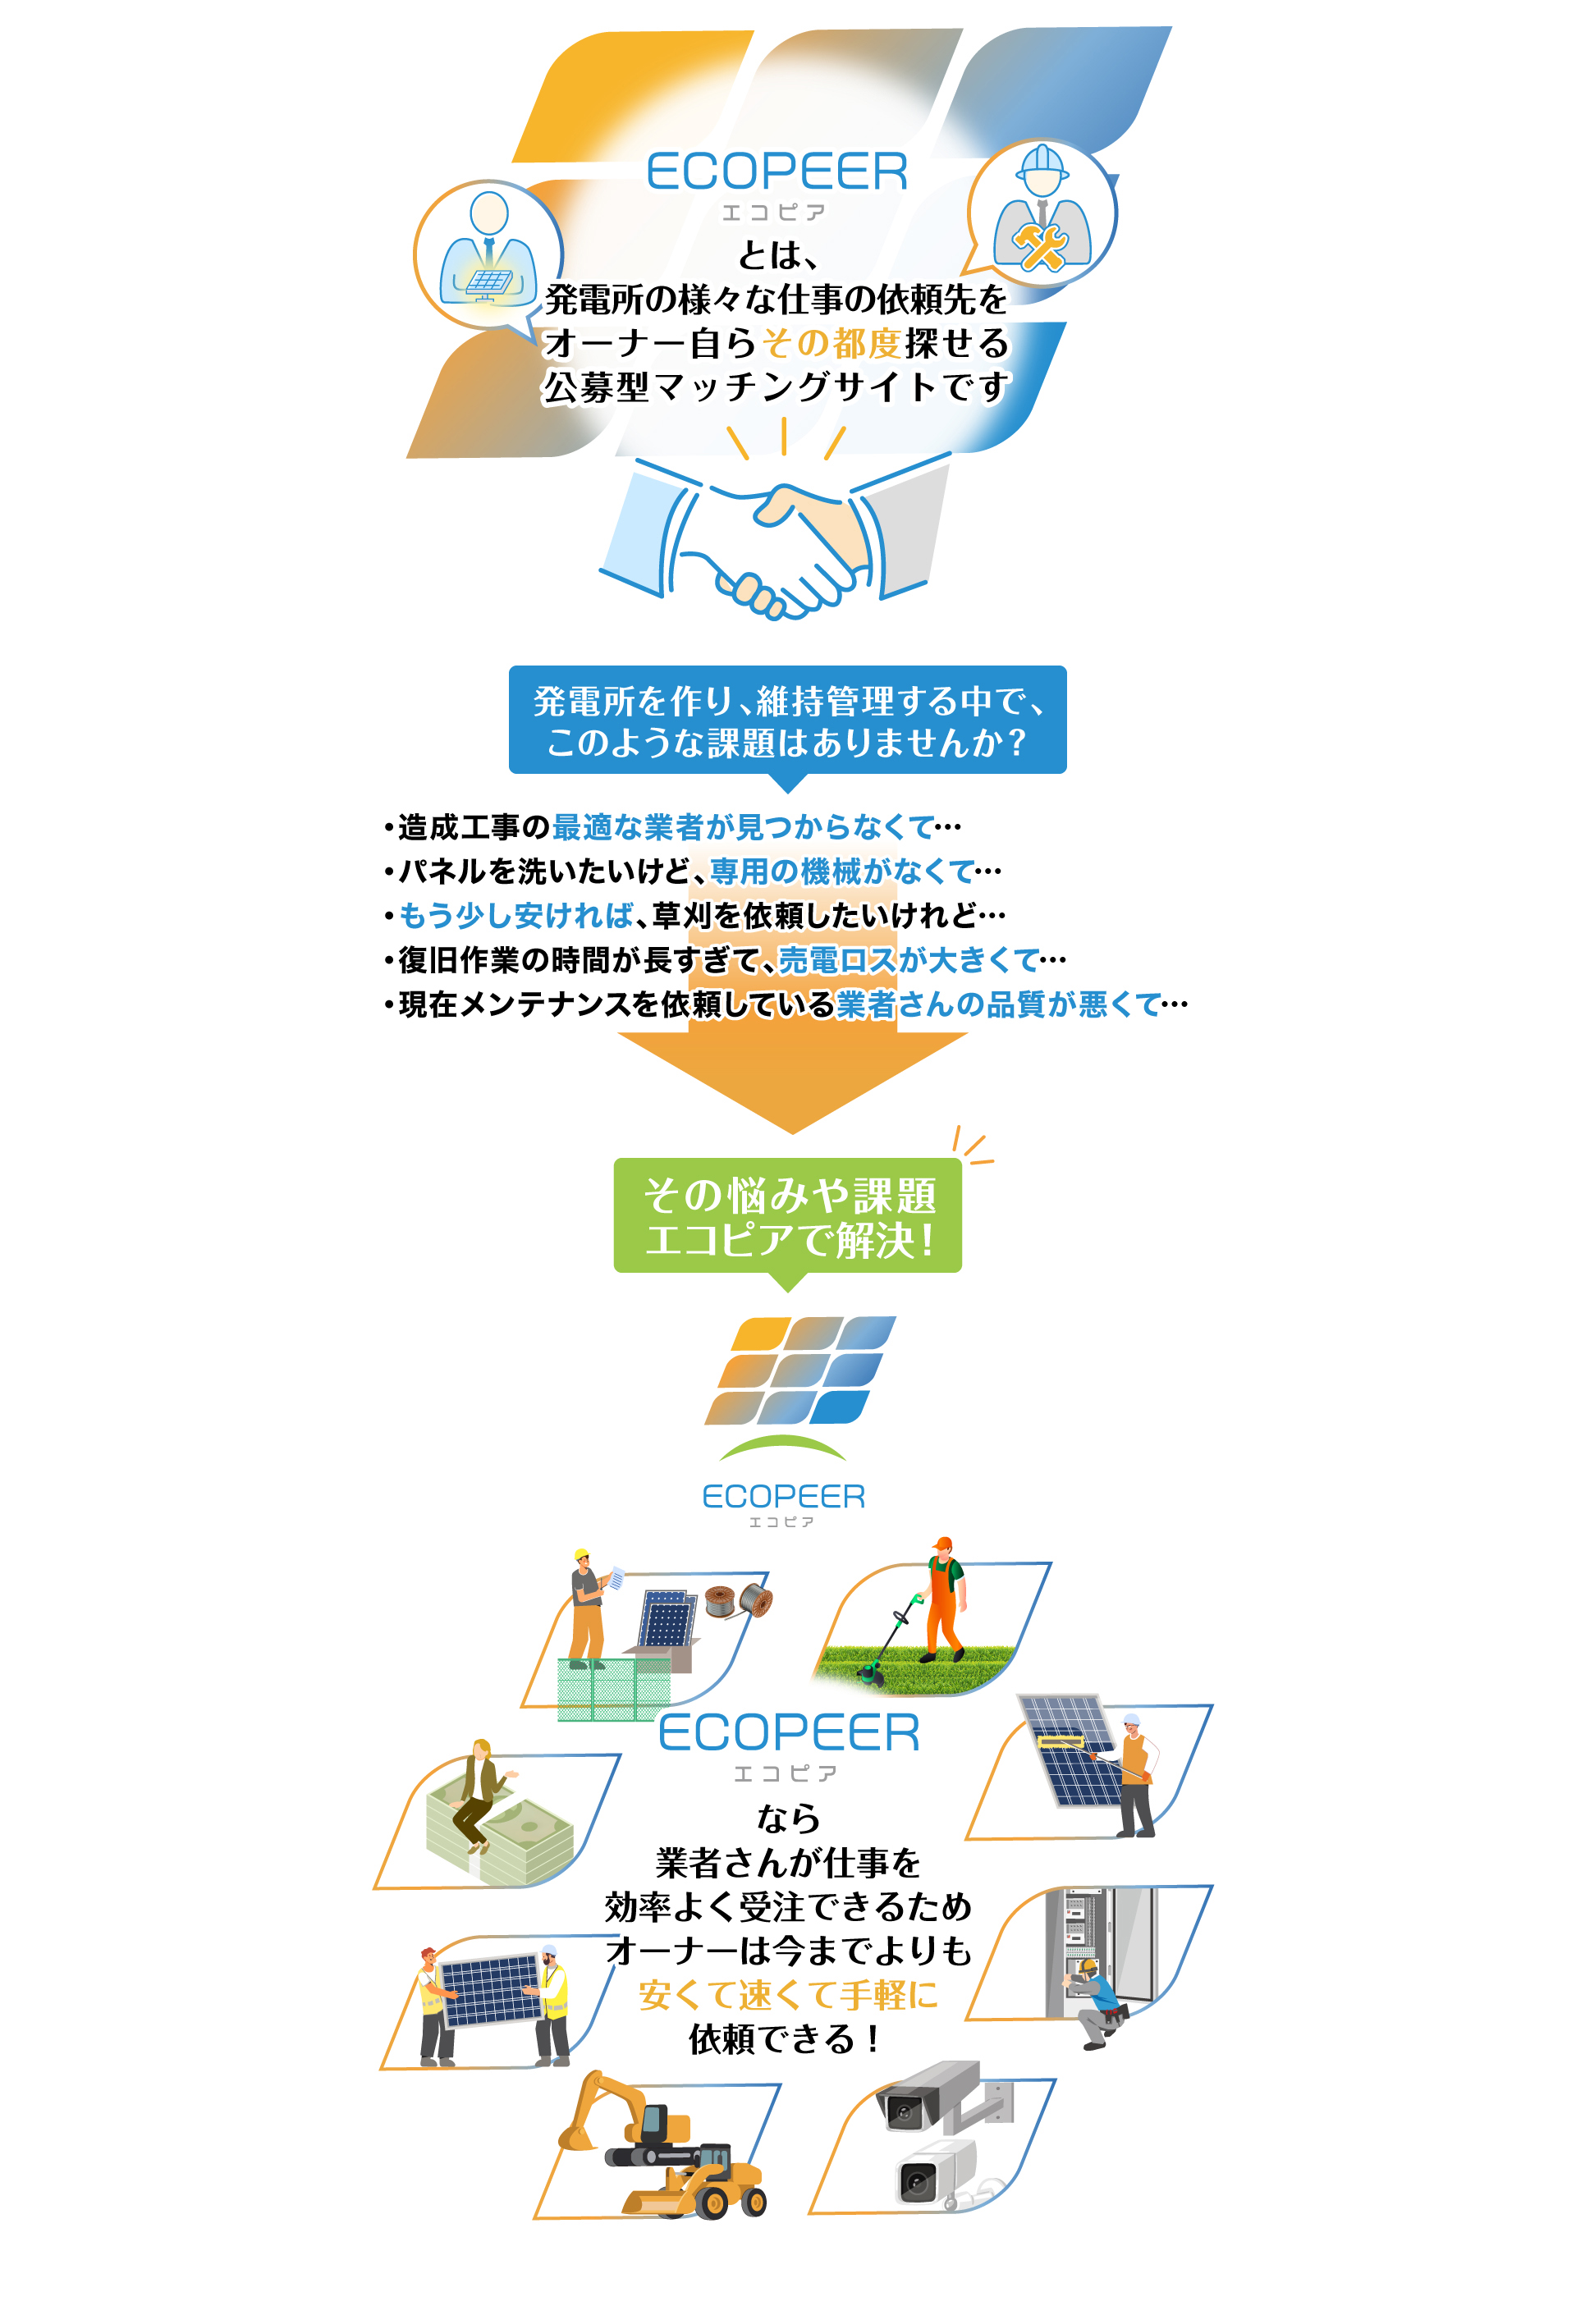 ECOPEER
エコピア
とは、
発電所の様々な仕事の依頼先を
オーナー自らその都度探せる
公募型マッチングサイトです
発電所を作り、維持管理する中で、
このような課題はありませんか？
・造成工事の最適な業者が見つからなくて…
・パネルを洗いたいけど、専用の機械がなくて…
・もう少し安ければ、草刈を依頼したいけれど…
・復旧作業の時間が長すぎて、売電ロスが大きくて…
・現在メンテナンスを依頼している業者さんの品質が悪くて…
その悩みや課題
エコピアで解決！
ECOPEER
エコピア
ECOPEER
エコピア
なら
業者さんが仕事を
効率よく受注できるため
オーナーは今までよりも
安くて速くて手軽に
依頼できる！